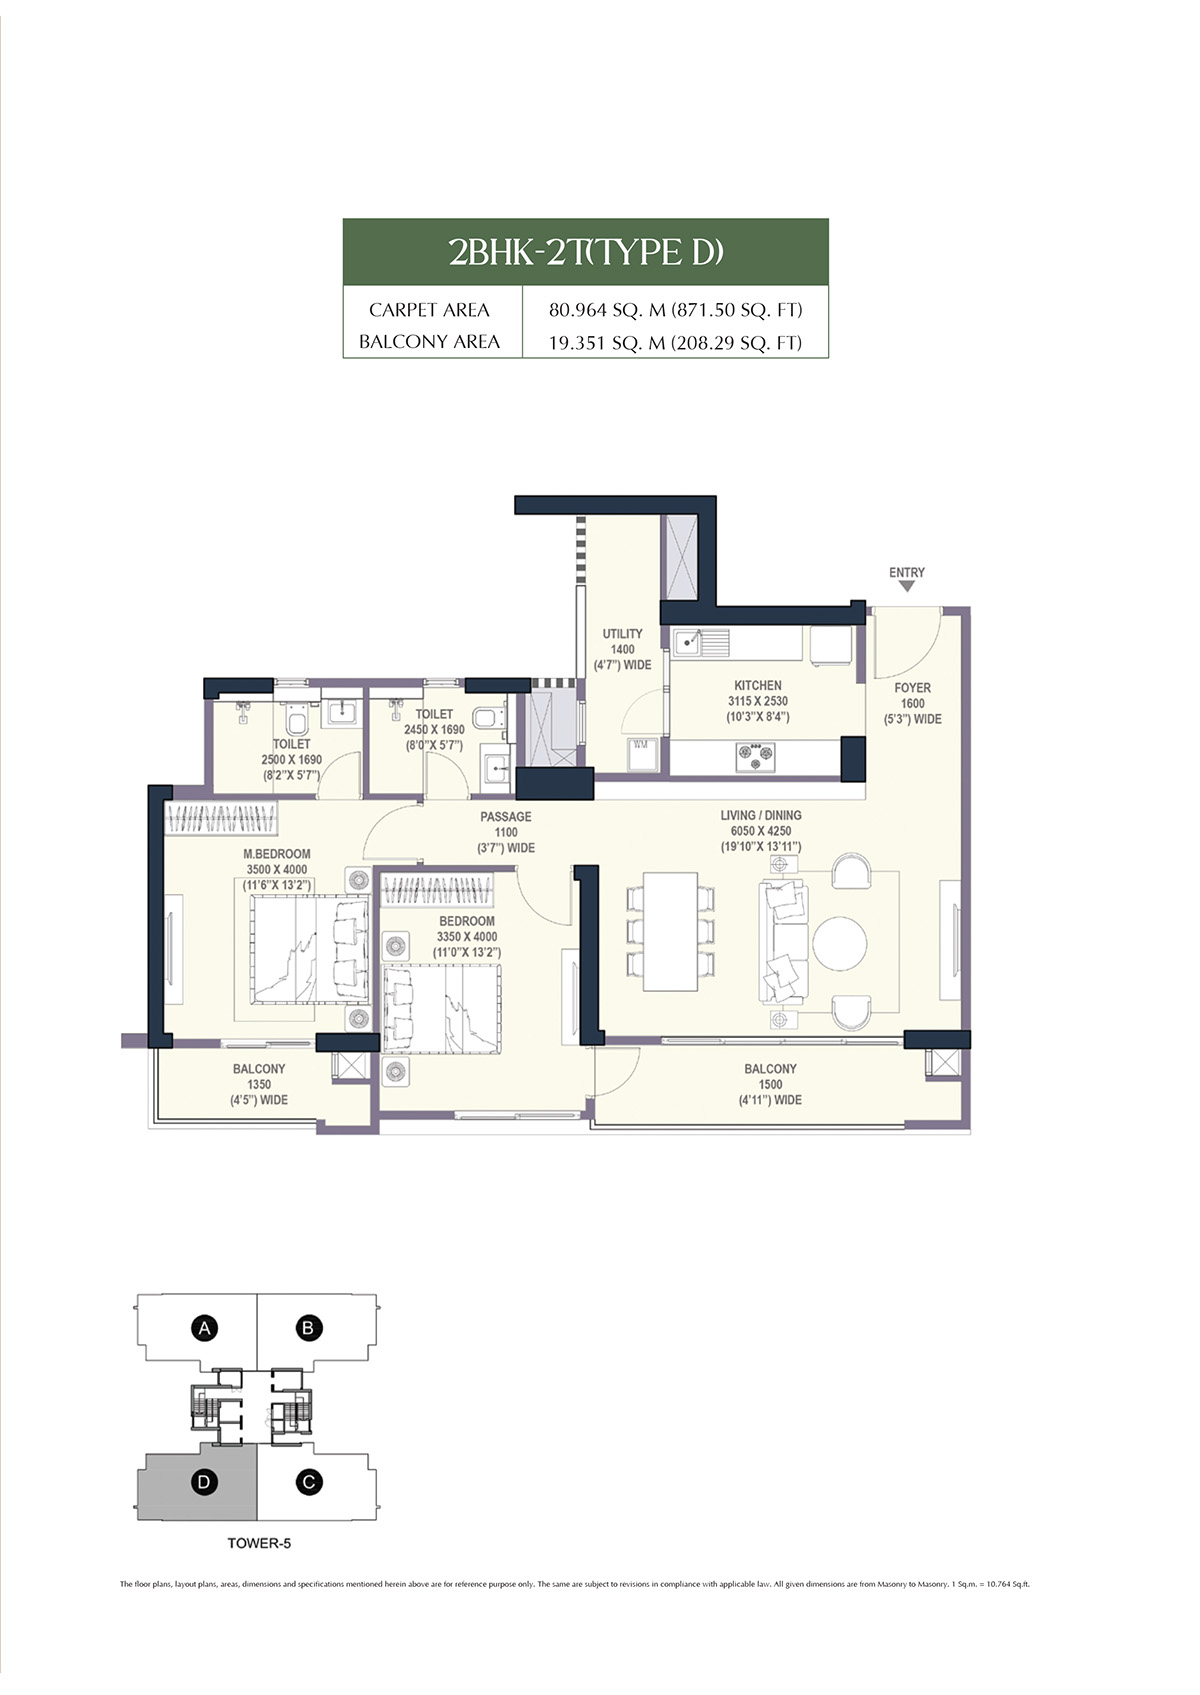 2BHK-2T(TYPE D)
CARPET AREA 80.964 SQ. M (871.50 SQ. FT)
BALCONY AREA 19.351 SQ. M (208.29 SQ. FT)
ENTRY
UTILITY
1400
(4'7") WIDE
KITCHEN
3115 X 2530
(10'3"X 8'4")
FOYER
1600
(5'3") WIDE
TOILET
2450 X 1690
(8'0"X 5'7")
TOILET
2500 X 1690
(8'2"X 5'7")
WM
PASSAGE
1100
(3'7") WIDE
LIVING / DINING
6050 X 4250
(19'10"X 13'11")
M.BEDROOM
3500 X 4000
(11'6"X 13'2")
BEDROOM
3350 X 4000
(11'0"X 13'2")
BALCONY
1350
(4'5") WIDE
BALCONY
1500
(4'11") WIDE
A
B
D
C
TOWER-5
The floor plans, layout plans, areas, dimensions and specifications mentioned herein above are for reference purpose only. The same are subject to revisions in compliance with applicable law. All given dimensions are from Masonry to Masonry. 1 Sq.m. = 10.764 Sq.ft.